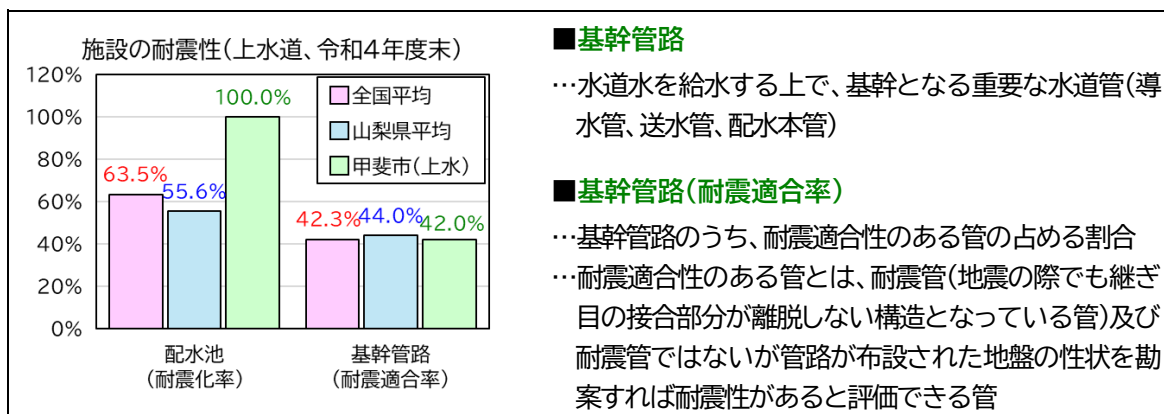 施設の耐震性(上水道、令和4年度末)
120%
100%
80%
60%
40%
20%
0%
全国平均
山梨県平均
甲斐市(上水)
63.5%
55.6%
100.0%
42.3%
44.0%
42.0%
配水池
(耐震化率)
基幹管路
(耐震適合率)
■基幹管路
…水道水を給水する上で、基幹となる重要な水道管(導
水管、送水管、配水本管)
■基幹管路(耐震適合率)
…基幹管路のうち、耐震適合性のある管の占める割合
…耐震適合性のある管とは、耐震管(地震の際でも継ぎ
目の接合部分が離脱しない構造となっている管)及び
耐震管ではないが管路が布設された地盤の性状を勘
案すれば耐震性があると評価できる管